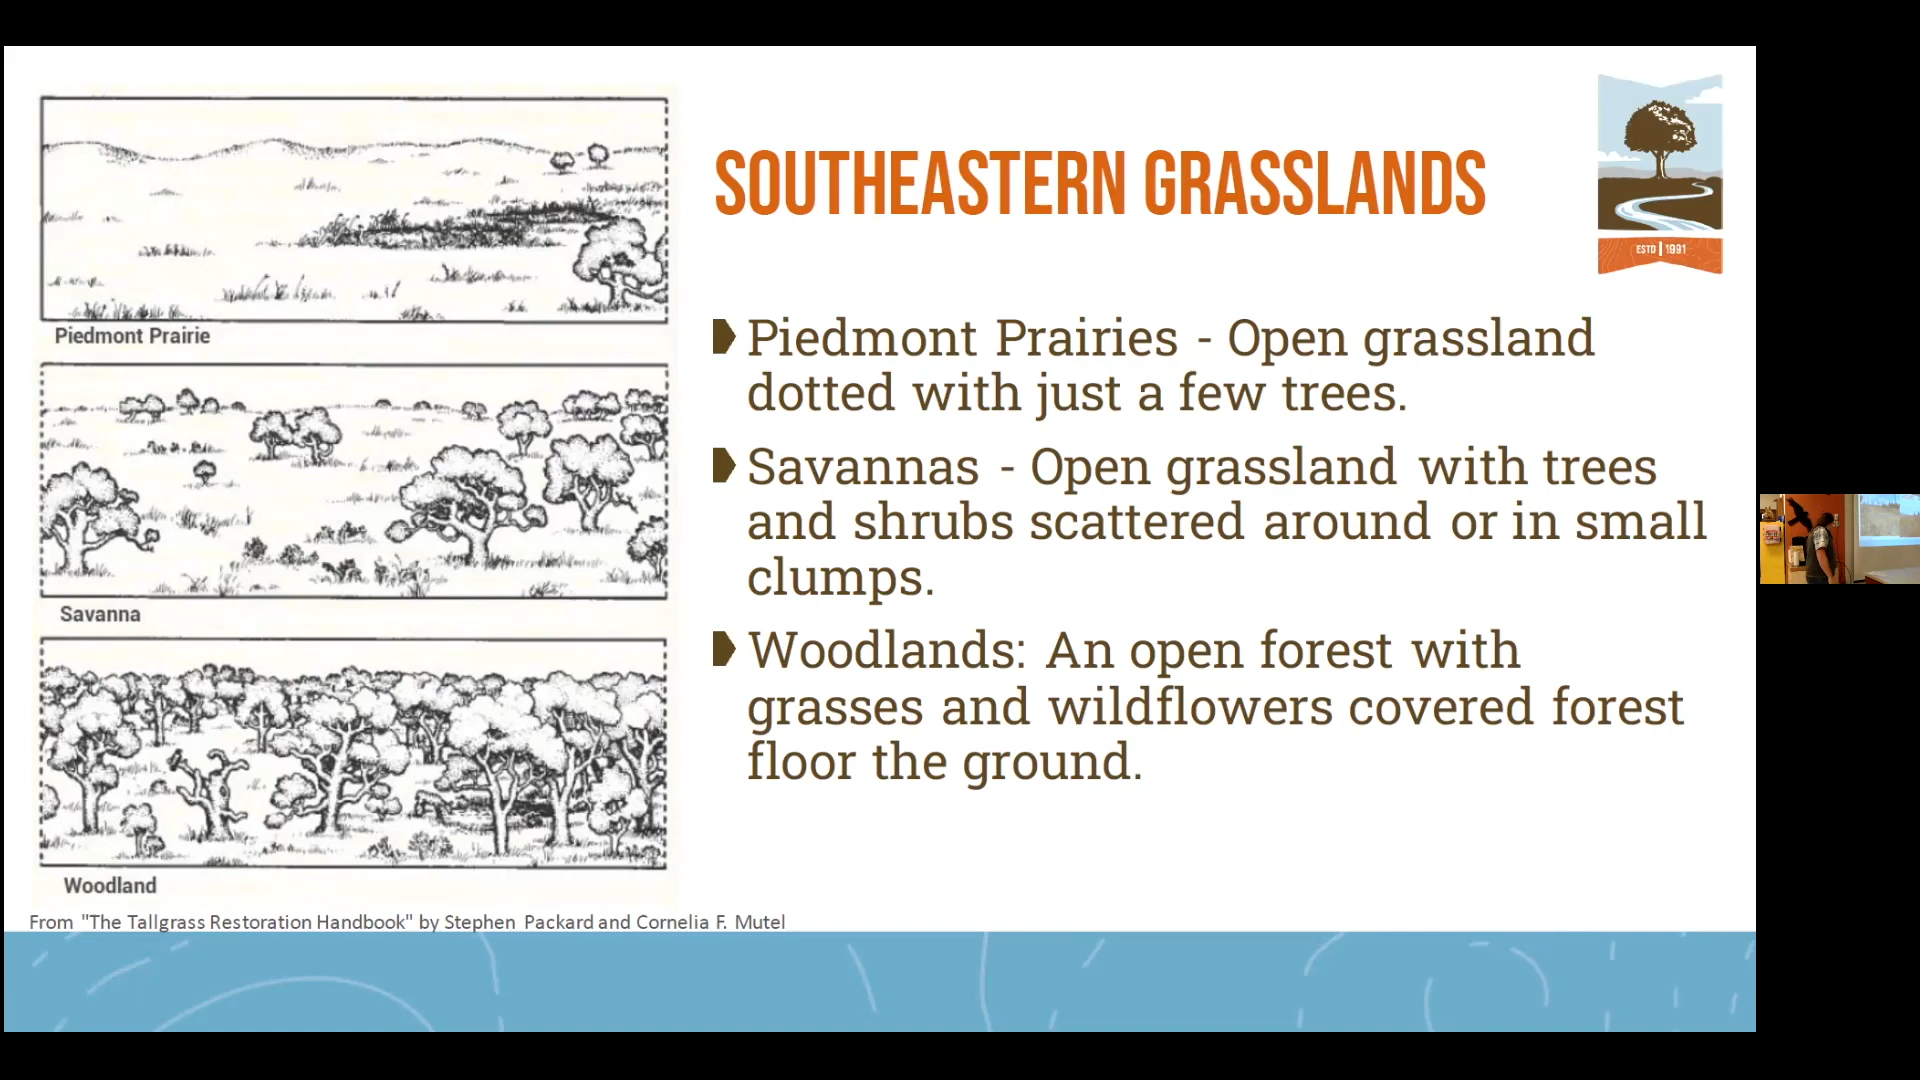 SOUTHEASTERN GRASSLANDS
ESTD | 1991
Piedmont Prairies - Open grassland
dotted with just a few trees.
Savannas - Open grassland with trees
and shrubs scattered around or in small
clumps.
Woodlands: An open forest with
grasses and wildflowers covered forest
floor the ground.
Piedmont Prairie
Savanna
Woodland
From "The Tallgrass Restoration Handbook" by Stephen Packard and Cornelia F. Mutel